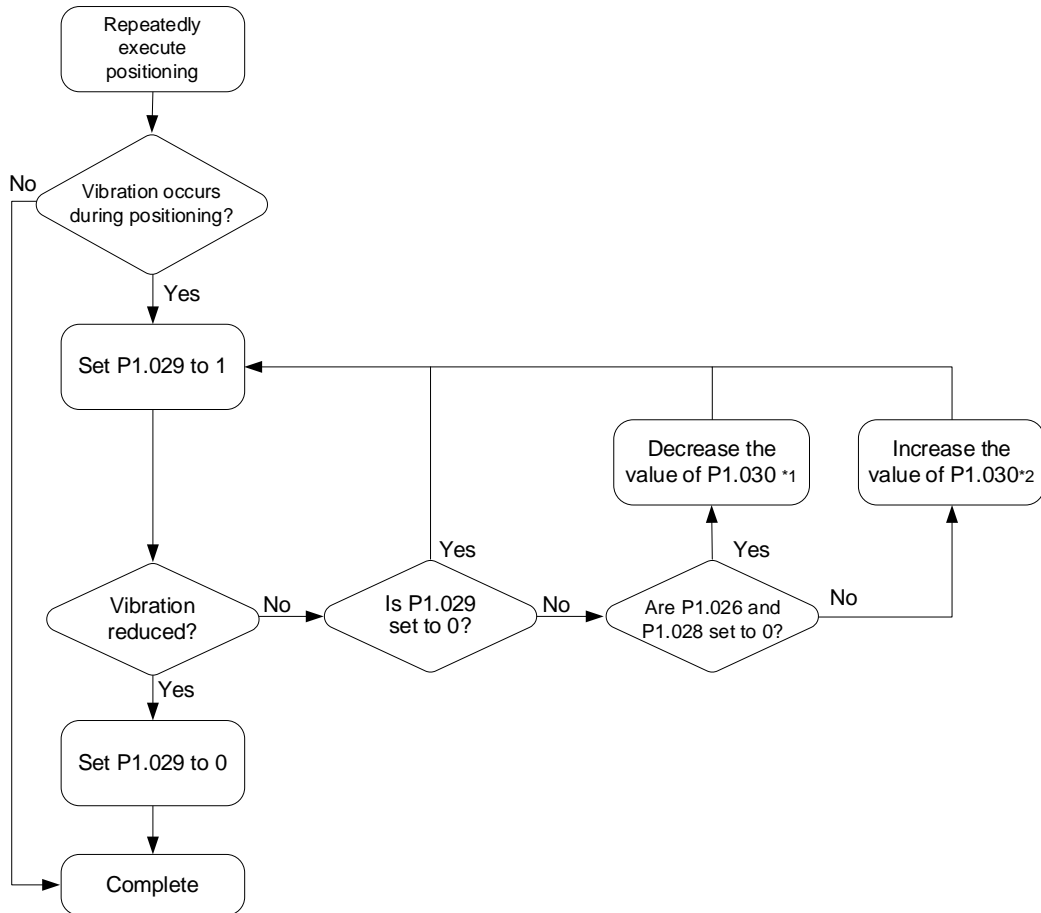 Repeatedly
execute
positioning
No
Vibration occurs
during positioning?
Yes
Set P1.029 to 1
Decrease the
value of P1.030 *1
Increase the
value of P1.030*2
Yes
Yes
Vibration
reduced?
No
Is P1.029
set to 0?
No
Are P1.026 and
P1.028 set to 0?
No
Yes
Set P1.029 to 0
Complete